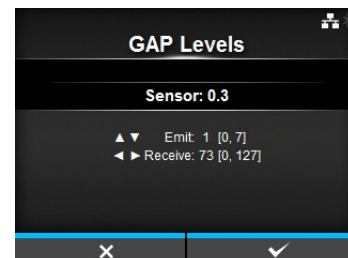 GAP Levels
Sensor: 0.3
▲ ▼ Emit: 1 [0, 7]
◄ ► Receive: 73 [0, 127]